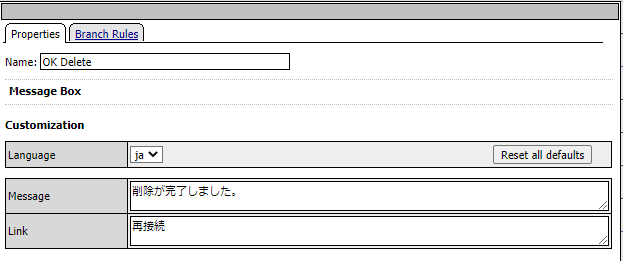 Properties
Branch Rules
Name: OK Delete
Message Box
Customization
Language ja Reset all defaults
Message 削除が完了しました。
Link 再接続